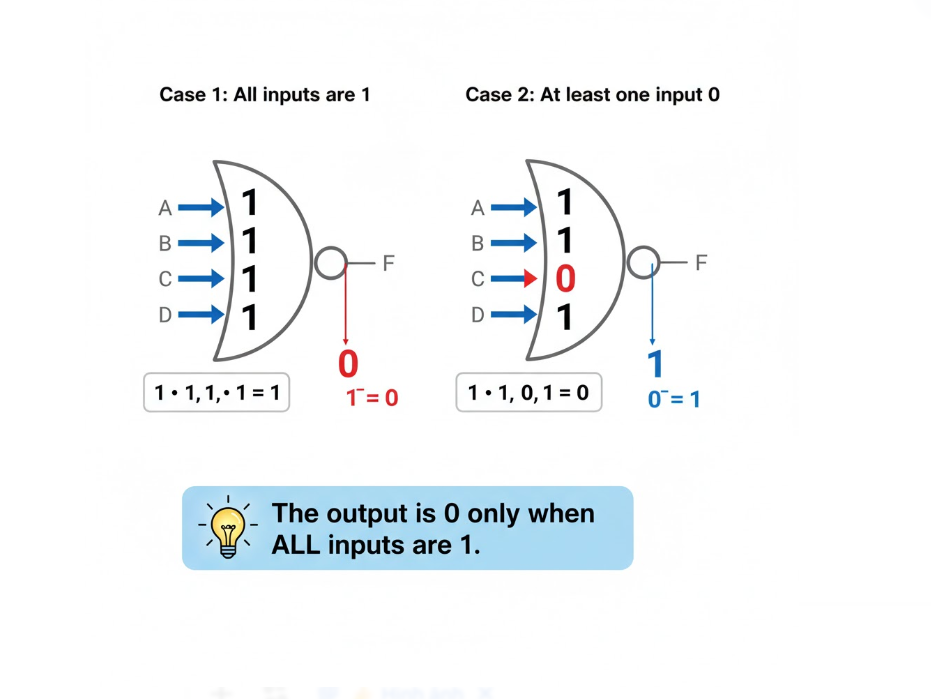 Case 1: All inputs are 1
A 1
B 1
C 1
D 1
F
0
1 • 1, 1, • 1 = 1
1¯ = 0
Case 2: At least one input 0
A 1
B 1
C 0
D 1
F
1
1 • 1, 0, 1 = 0
0¯ = 1
The output is 0 only when
ALL inputs are 1.